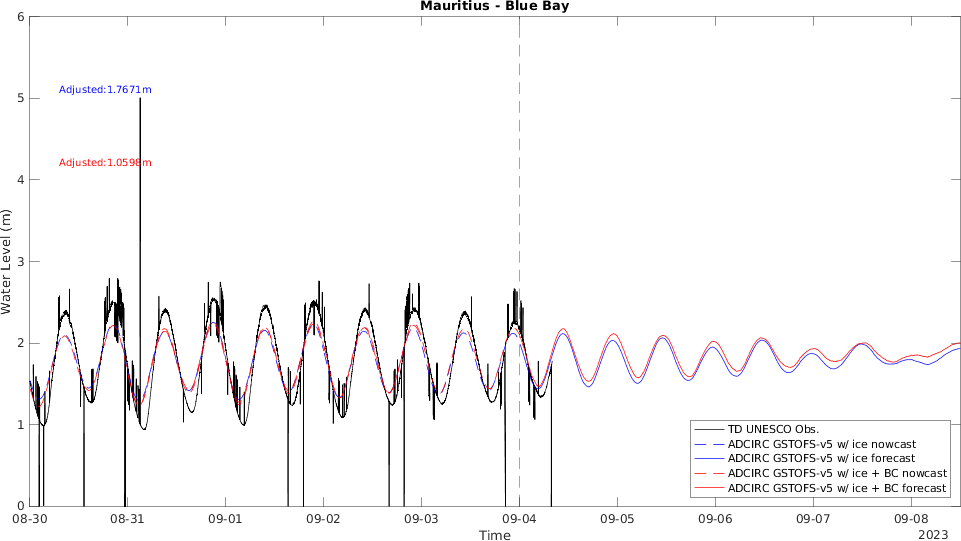 Mauritius - Blue Bay
6
5
4
3
2
1
0
Water Level (m)
Adjusted:1.7671m
Adjusted:1.0598m
TD UNESCO Obs.
ADCIRC GSTOFS-v5 w/ ice nowcast
ADCIRC GSTOFS-v5 w/ ice forecast
ADCIRC GSTOFS-v5 w/ ice + BC nowcast
ADCIRC GSTOFS-v5 w/ ice + BC forecast
08-30 08-31 09-01 09-02 09-03 09-04 09-05 09-06 09-07 09-08
Time
2023